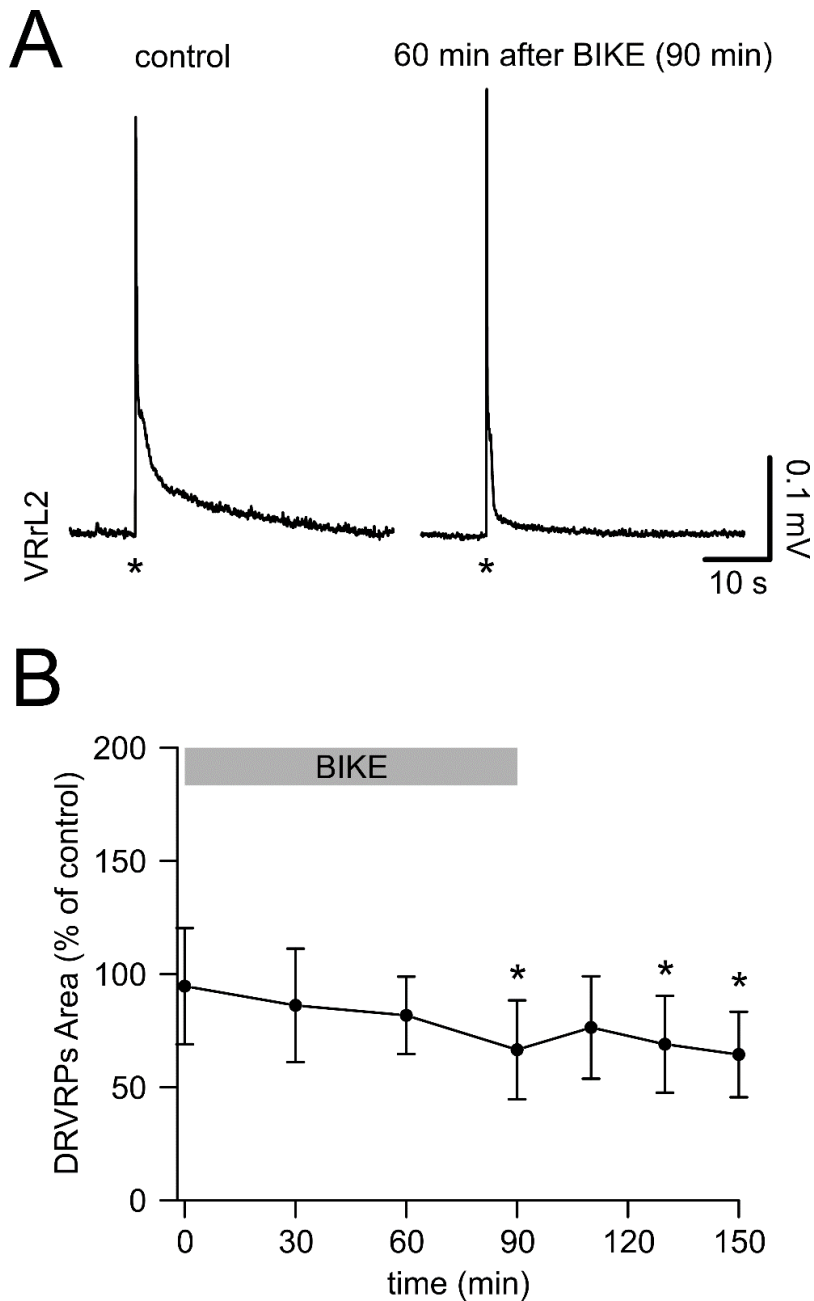 A
control
60 min after BIKE (90 min)
VRrL2
*
*
0.1 mV
10 s
B
DRVRPs Area (% of control)
200
150
100
50
0
BIKE
*
*
*
0
30
60
90
120
150
time (min)